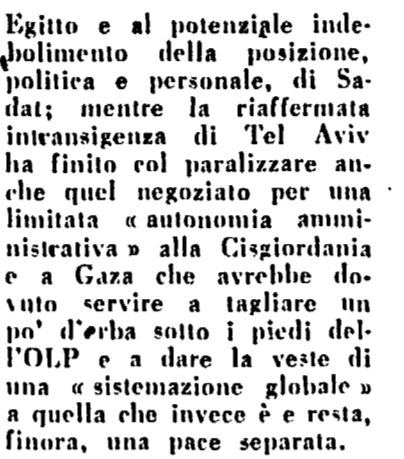 Egitto e al potenziale inde-
bolimento della posizione,
politica e personale, di Sa-
dat; mentre la riaffermata
intransigenza di Tel Aviv
ha finito col paralizzare an-
che quel negoziato per una
limitata « autonomia ammi-
nistrativa » alla Cisgiordania
e a Gaza che avrebbe do-
vuto servire a tagliare un
po' d'erba sotto i piedi del-
l'OLP e a dare la veste di
una « sistemazione globale »
a quella che invece è e resta,
finora, una pace separata.